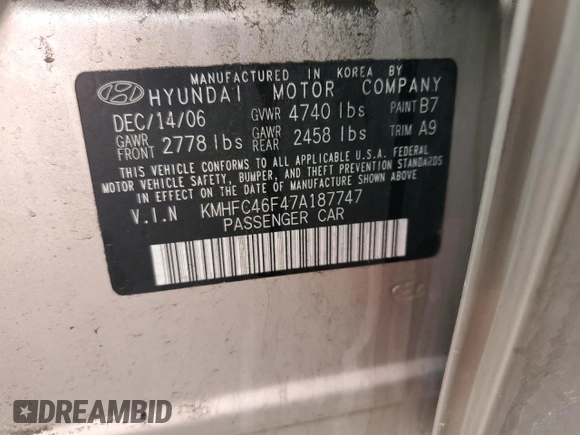 MANUFACTURED IN KOREA BY
HYUNDAI MOTOR COMPANY
DEC/14/06 GVWR 4740 lbs PAINT B7
GAWR FRONT 2778 lbs GAWR REAR 2458 lbs TRIM A9
THIS VEHICLE CONFORMS TO ALL APPLICABLE U.S.A. FEDERAL
MOTOR VEHICLE SAFETY, BUMPER, AND THEFT PREVENTION STANDARDS
IN EFFECT ON THE DATE OF MANUFACTURE SHOWN ABOVE.
V.I.N KMHFC46F47A187747
PASSENGER CAR
DREAMBID